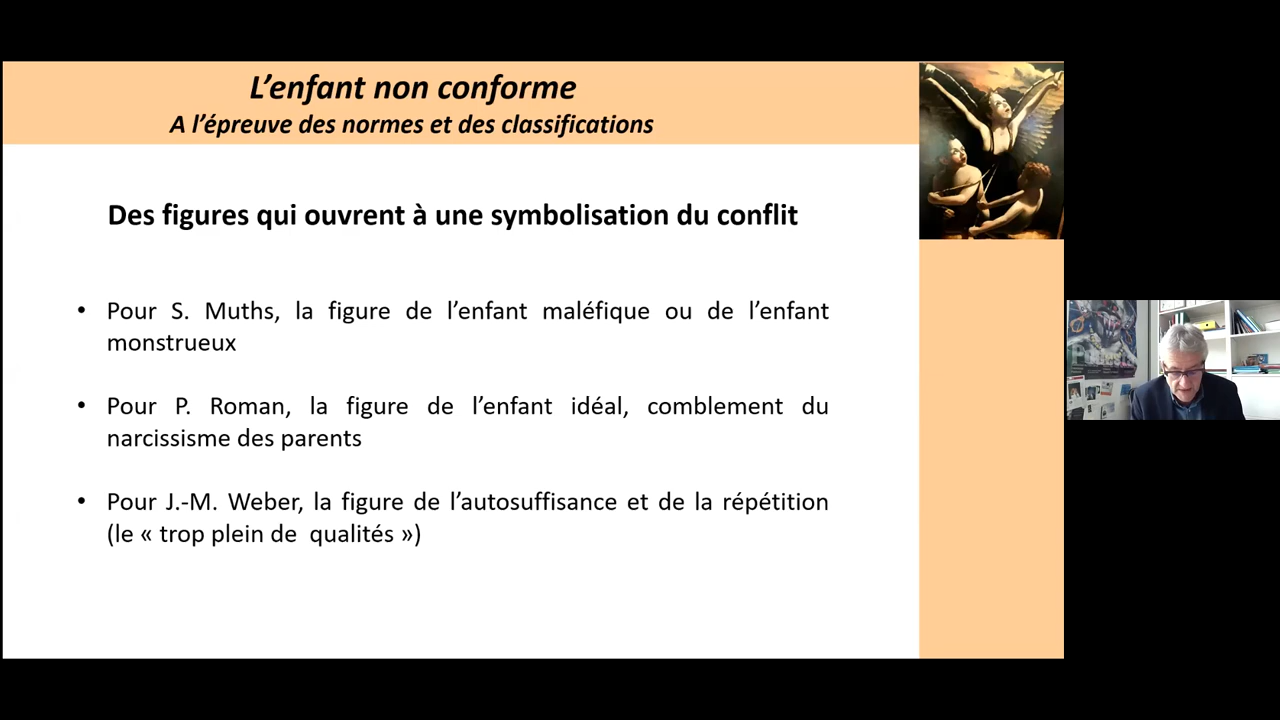 L’enfant non conforme
A l’épreuve des normes et des classifications
Des figures qui ouvrent à une symbolisation du conflit
• Pour S. Muths, la figure de l’enfant maléfique ou de l’enfant
monstrueux
• Pour P. Roman, la figure de l’enfant idéal, comblement du
narcissisme des parents
• Pour J.-M. Weber, la figure de l’autosuffisance et de la répétition
(le « trop plein de  qualités »)